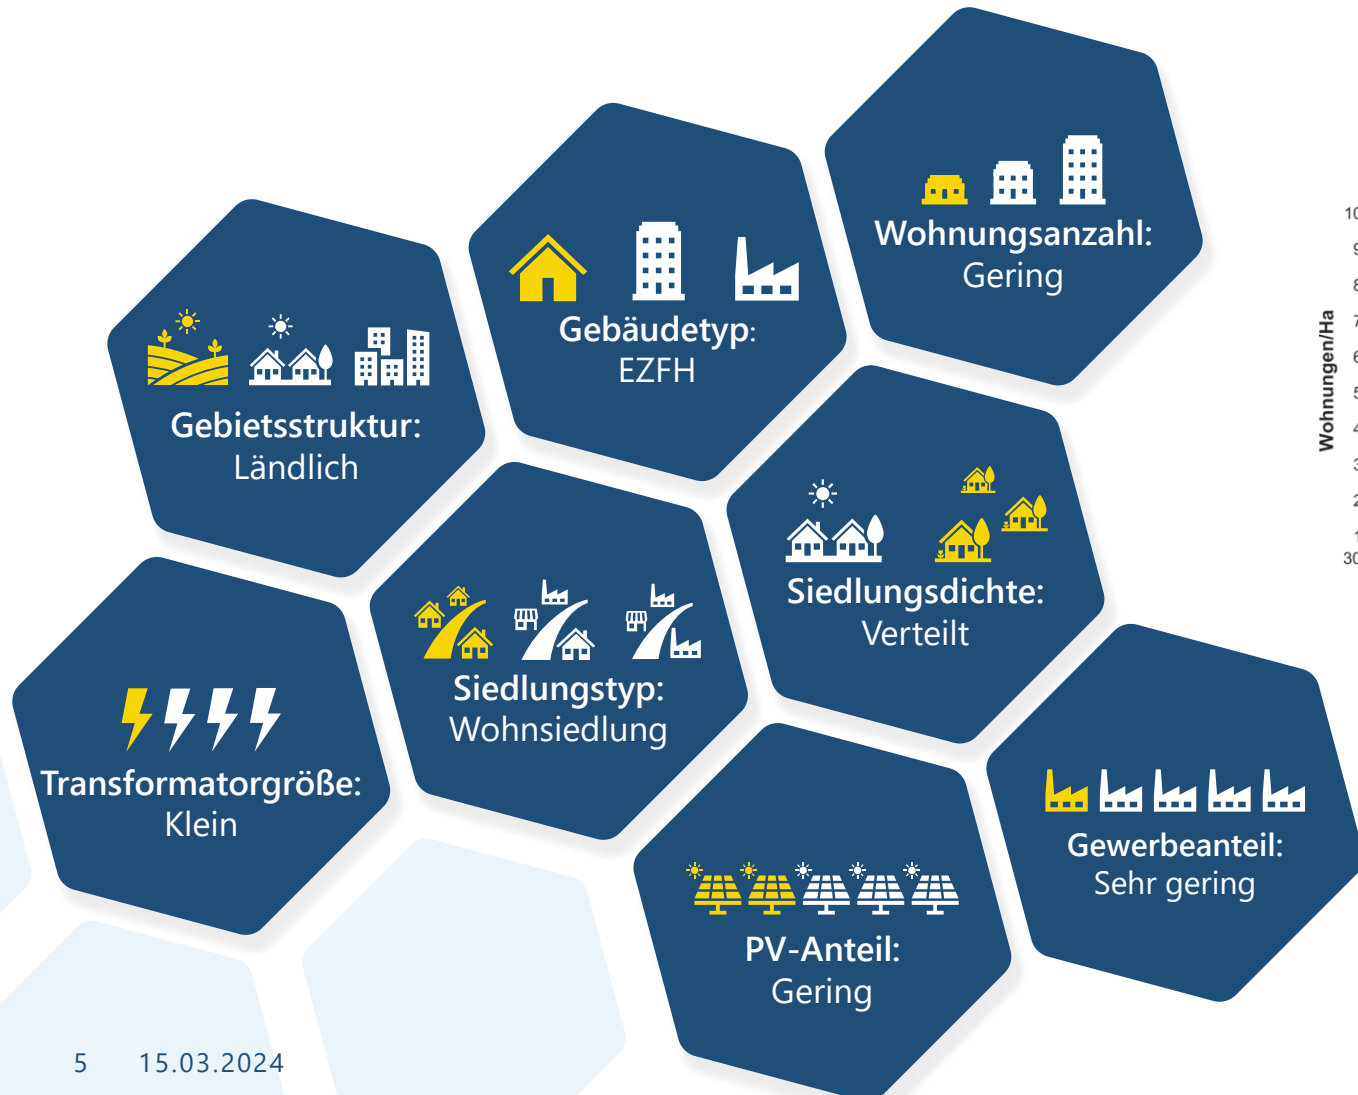 Wohnungsanzahl:
Gering
Gebäudetyp:
EZFH
Gebietsstruktur:
Ländlich
Wohnungen/Ha
Siedlungsdichte:
Verteilt
Siedlungstyp:
Wohnsiedlung
Transformatorgröße:
Klein
Gewerbeanteil:
Sehr gering
PV-Anteil:
Gering
5 15.03.2024